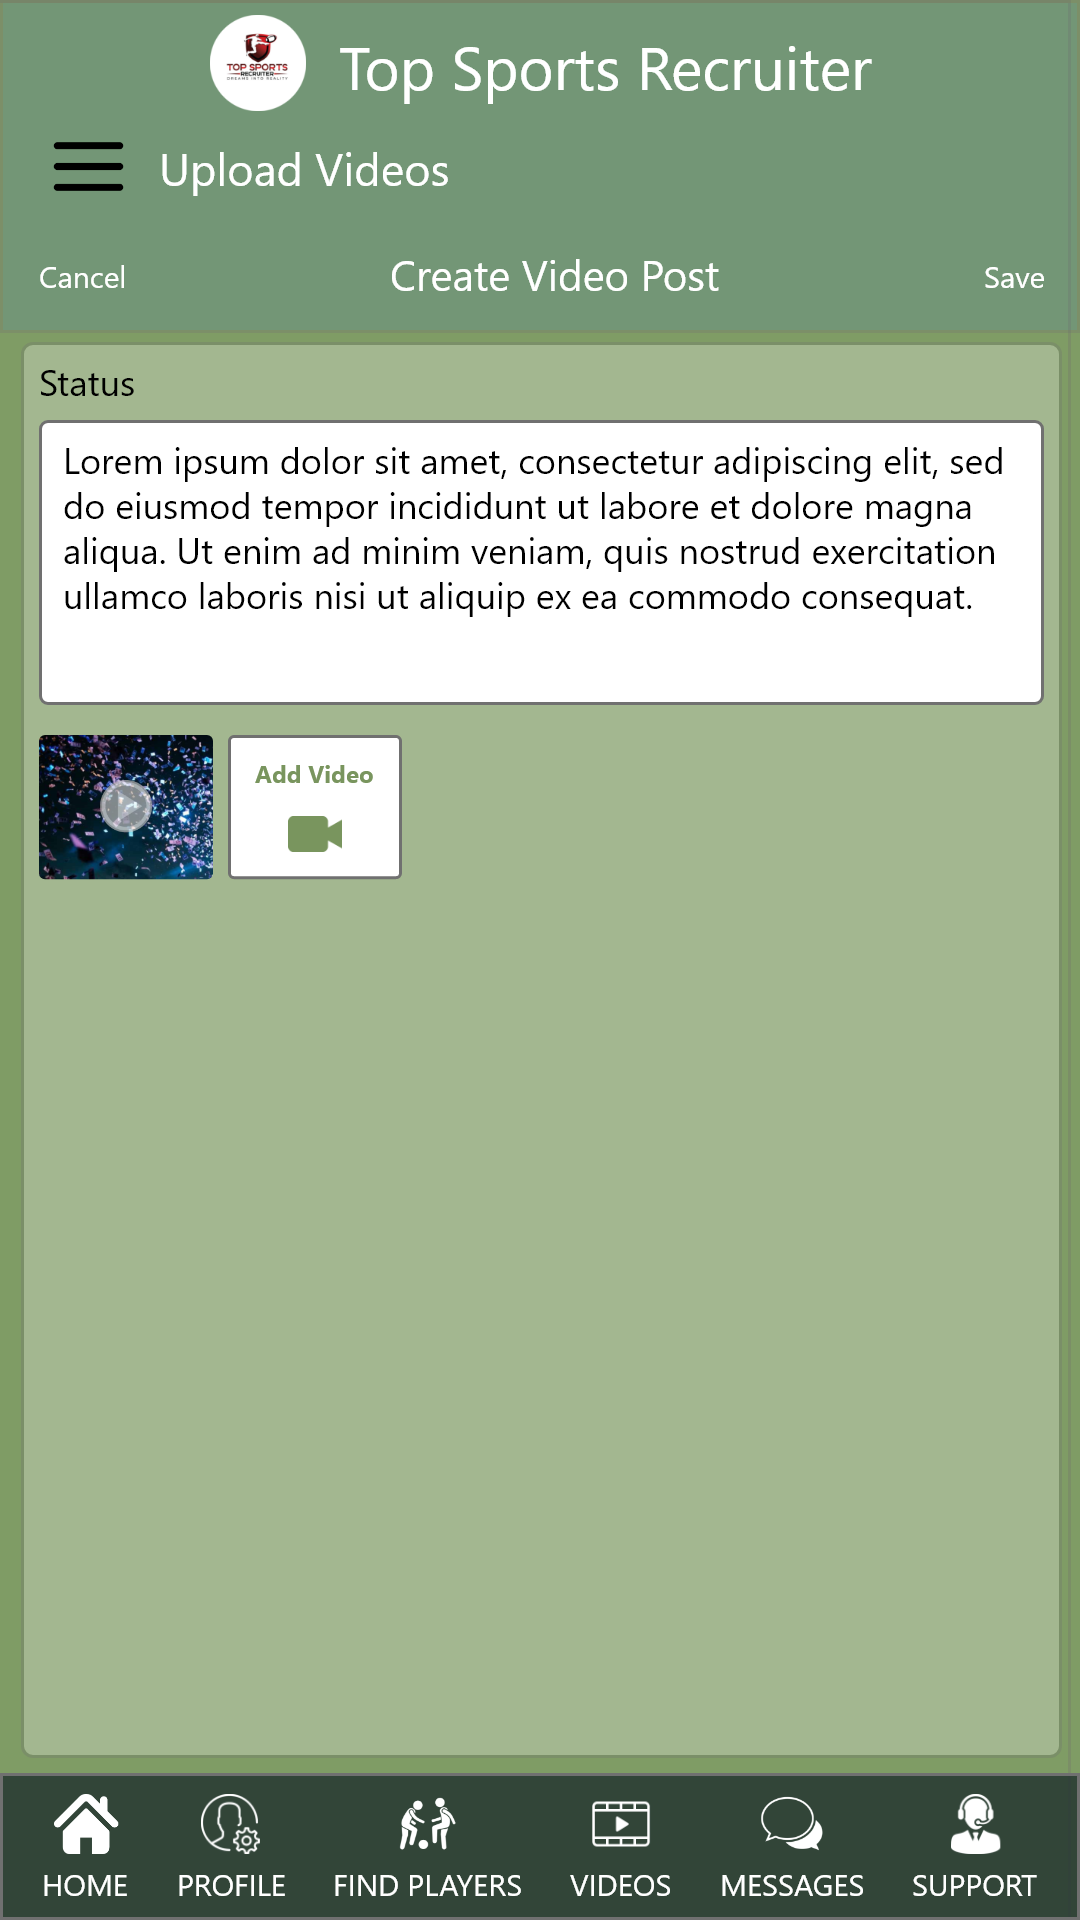 TOP SPORTS
RECRUITER
DREAMS INTO REALITY
Top Sports Recruiter
Upload Videos
Cancel
Create Video Post
Save
Status
Lorem ipsum dolor sit amet, consectetur adipiscing elit, sed
do eiusmod tempor incididunt ut labore et dolore magna
aliqua. Ut enim ad minim veniam, quis nostrud exercitation
ullamco laboris nisi ut aliquip ex ea commodo consequat.
Add Video
HOME
PROFILE
FIND PLAYERS
VIDEOS
MESSAGES
SUPPORT